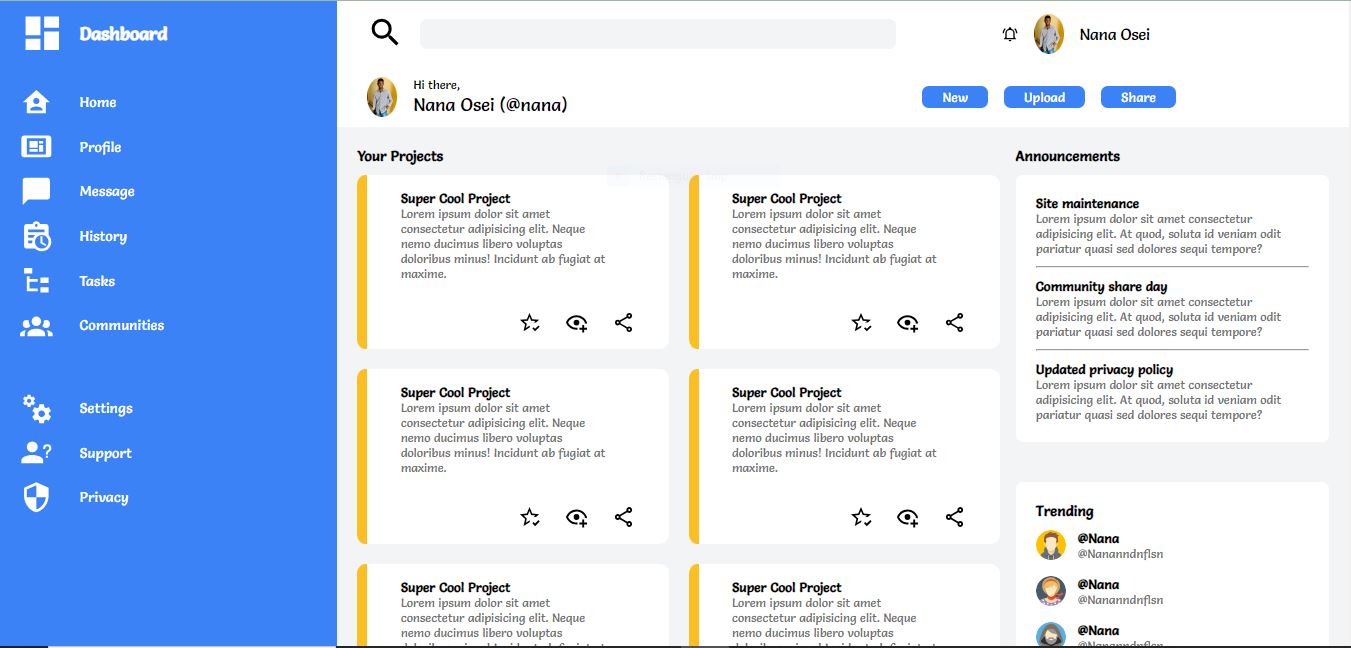 Dashboard
Home
Profile
Message
History
Tasks
Communities
Settings
Support
Privacy
Nana Osei
Hi there,
Nana Osei (@nana)
New
Upload
Share
Your Projects
Super Cool Project
Lorem ipsum dolor sit amet
consectetur adipisicing elit. Neque
nemo ducimus libero voluptas
doloribus minus! Incidunt ab fugiat at
maxime.
Super Cool Project
Lorem ipsum dolor sit amet
consectetur adipisicing elit. Neque
nemo ducimus libero voluptas
doloribus minus! Incidunt ab fugiat at
maxime.
Super Cool Project
Lorem ipsum dolor sit amet
consectetur adipisicing elit. Neque
nemo ducimus libero voluptas
doloribus minus! Incidunt ab fugiat at
maxime.
Super Cool Project
Lorem ipsum dolor sit amet
consectetur adipisicing elit. Neque
nemo ducimus libero voluptas
doloribus minus! Incidunt ab fugiat at
maxime.
Super Cool Project
Lorem ipsum dolor sit amet
consectetur adipisicing elit. Neque
nemo ducimus libero voluptas
Super Cool Project
Lorem ipsum dolor sit amet
consectetur adipisicing elit. Neque
nemo ducimus libero voluptas
Announcements
Site maintenance
Lorem ipsum dolor sit amet consectetur
adipisicing elit. At quod, soluta id veniam odit
pariatur quasi sed dolores sequi tempore?
Community share day
Lorem ipsum dolor sit amet consectetur
adipisicing elit. At quod, soluta id veniam odit
pariatur quasi sed dolores sequi tempore?
Updated privacy policy
Lorem ipsum dolor sit amet consectetur
adipisicing elit. At quod, soluta id veniam odit
pariatur quasi sed dolores sequi tempore?
Trending
@Nana
@Nananndnflsn
@Nana
@Nananndnflsn
@Nana